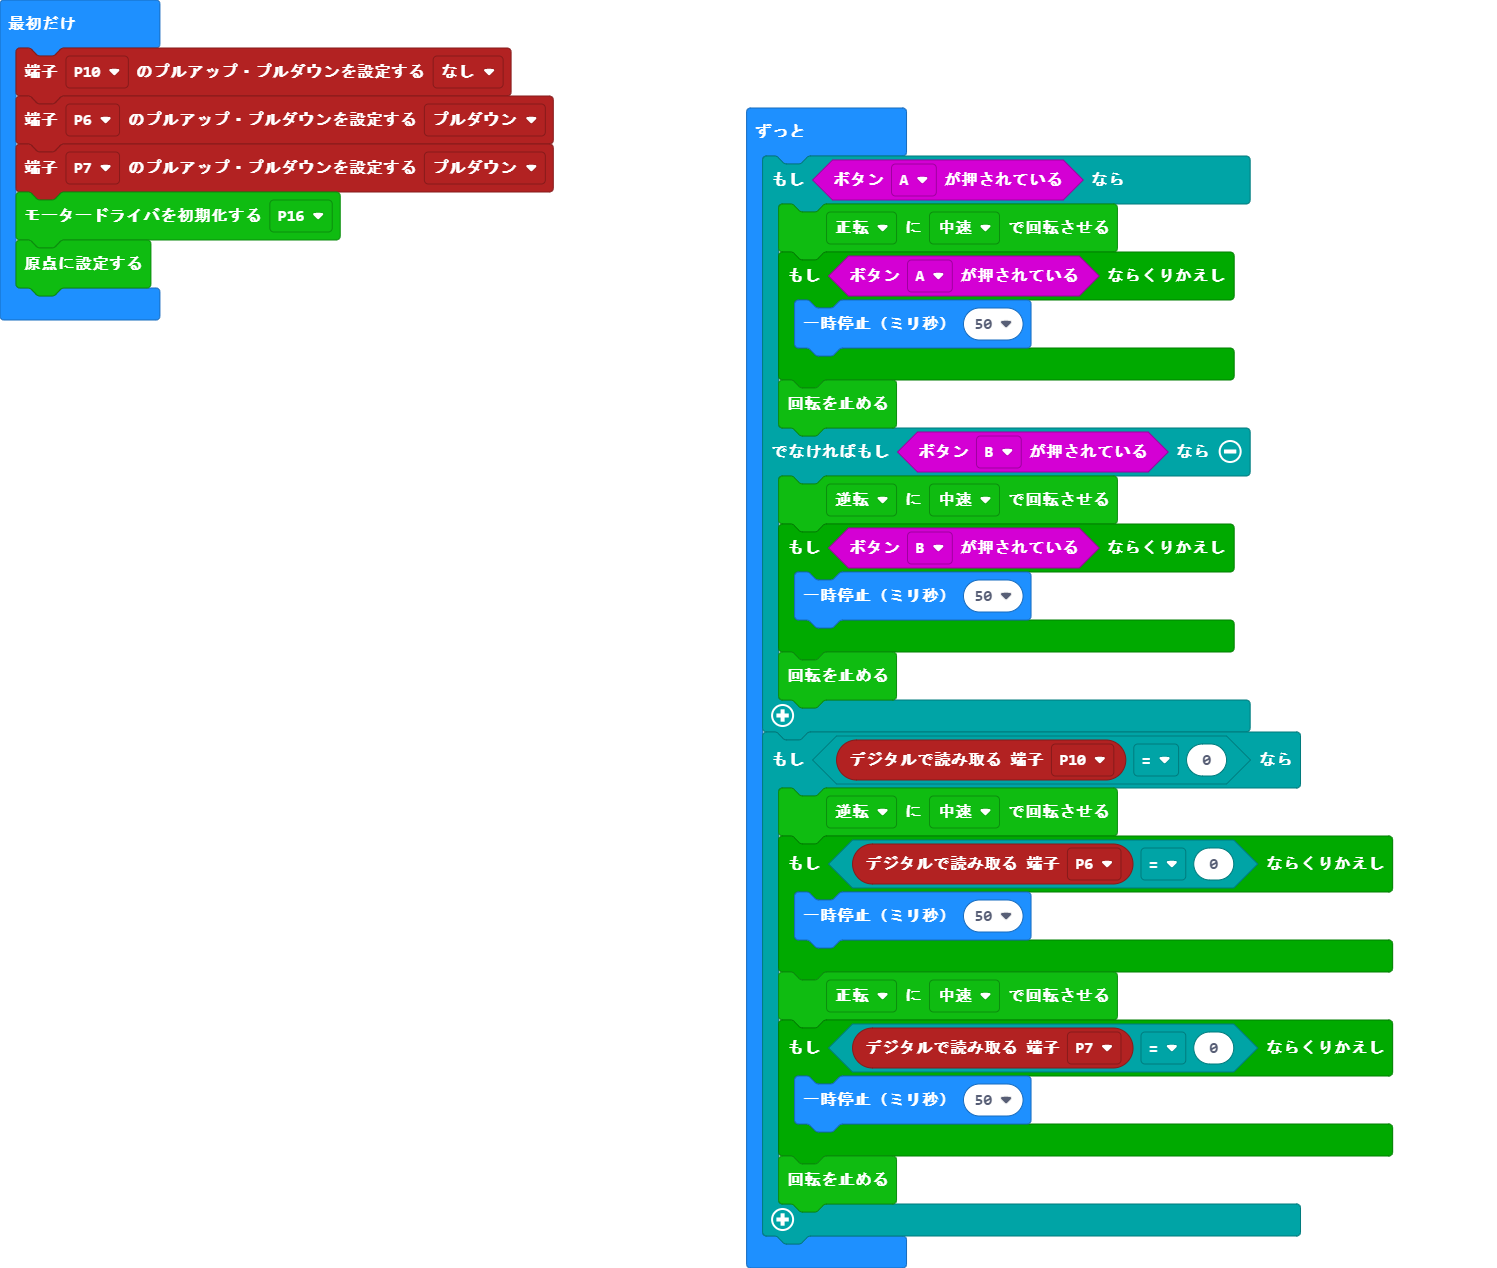 最初だけ
端子 P10 のプルアップ・プルダウンを設定する なし
端子 P6 のプルアップ・プルダウンを設定する プルダウン
端子 P7 のプルアップ・プルダウンを設定する プルダウン
モータードライバを初期化する P16
原点に設定する
ずっと
もし ボタン A が押されている なら
正転 に 中速 で回転させる
もし ボタン A が押されている ならくりかえし
一時停止（ミリ秒） 50
回転を止める
でなければもし ボタン B が押されている なら
逆転 に 中速 で回転させる
もし ボタン B が押されている ならくりかえし
一時停止（ミリ秒） 50
回転を止める
もし デジタルで読み取る 端子 P10 = 0 なら
逆転 に 中速 で回転させる
もし デジタルで読み取る 端子 P6 = 0 ならくりかえし
一時停止（ミリ秒） 50
正転 に 中速 で回転させる
もし デジタルで読み取る 端子 P7 = 0 ならくりかえし
一時停止（ミリ秒） 50
回転を止める